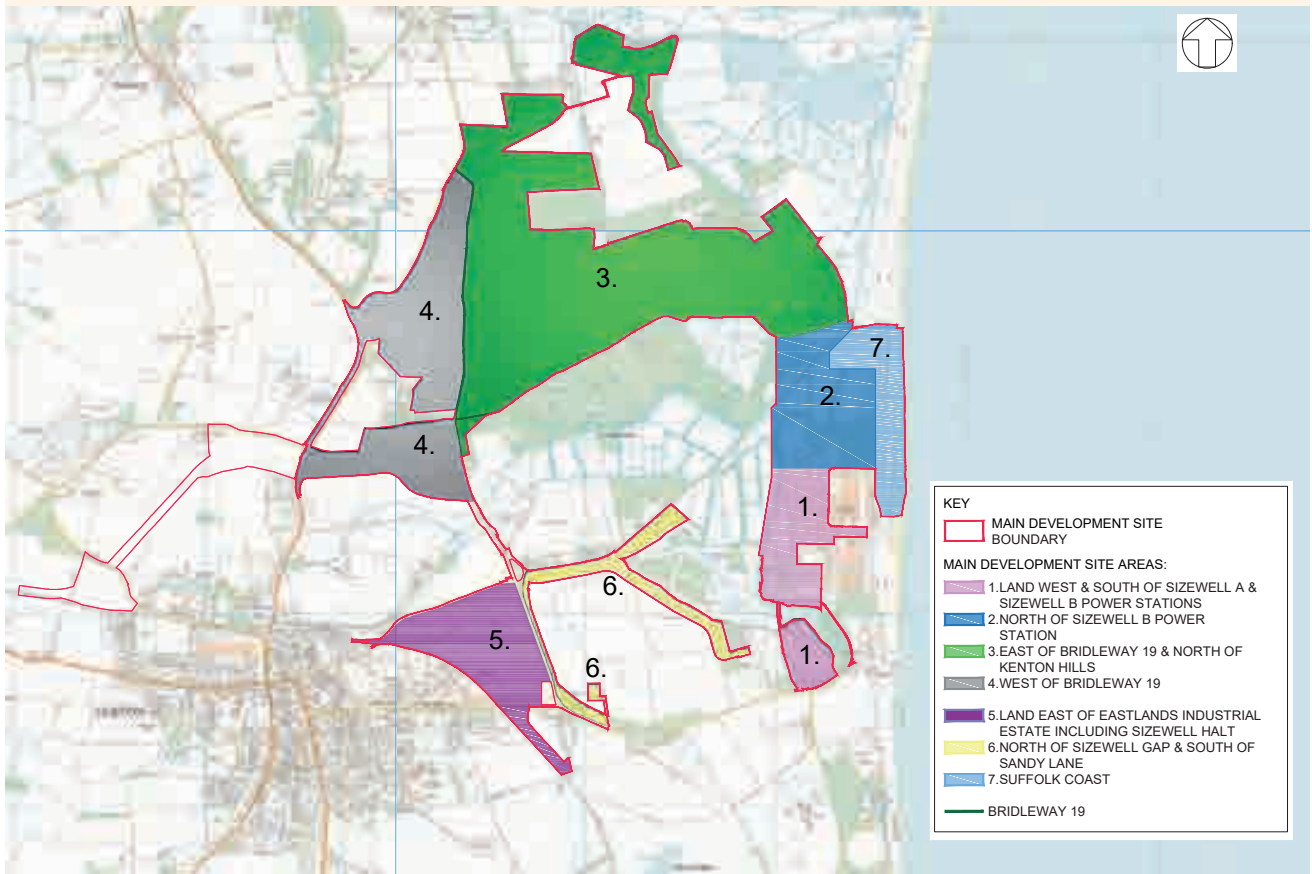 3.
4.
7.
2.
4.
1.
6.
5.
1.
6.
KEY
MAIN DEVELOPMENT SITE
BOUNDARY
MAIN DEVELOPMENT SITE AREAS:
1.LAND WEST & SOUTH OF SIZEWELL A &
SIZEWELL B POWER STATIONS
2.NORTH OF SIZEWELL B POWER
STATION
3.EAST OF BRIDLEWAY 19 & NORTH OF
KENTON HILLS
4.WEST OF BRIDLEWAY 19
5.LAND EAST OF EASTLANDS INDUSTRIAL
ESTATE INCLUDING SIZEWELL HALT
6.NORTH OF SIZEWELL GAP & SOUTH OF
SANDY LANE
7.SUFFOLK COAST
BRIDLEWAY 19